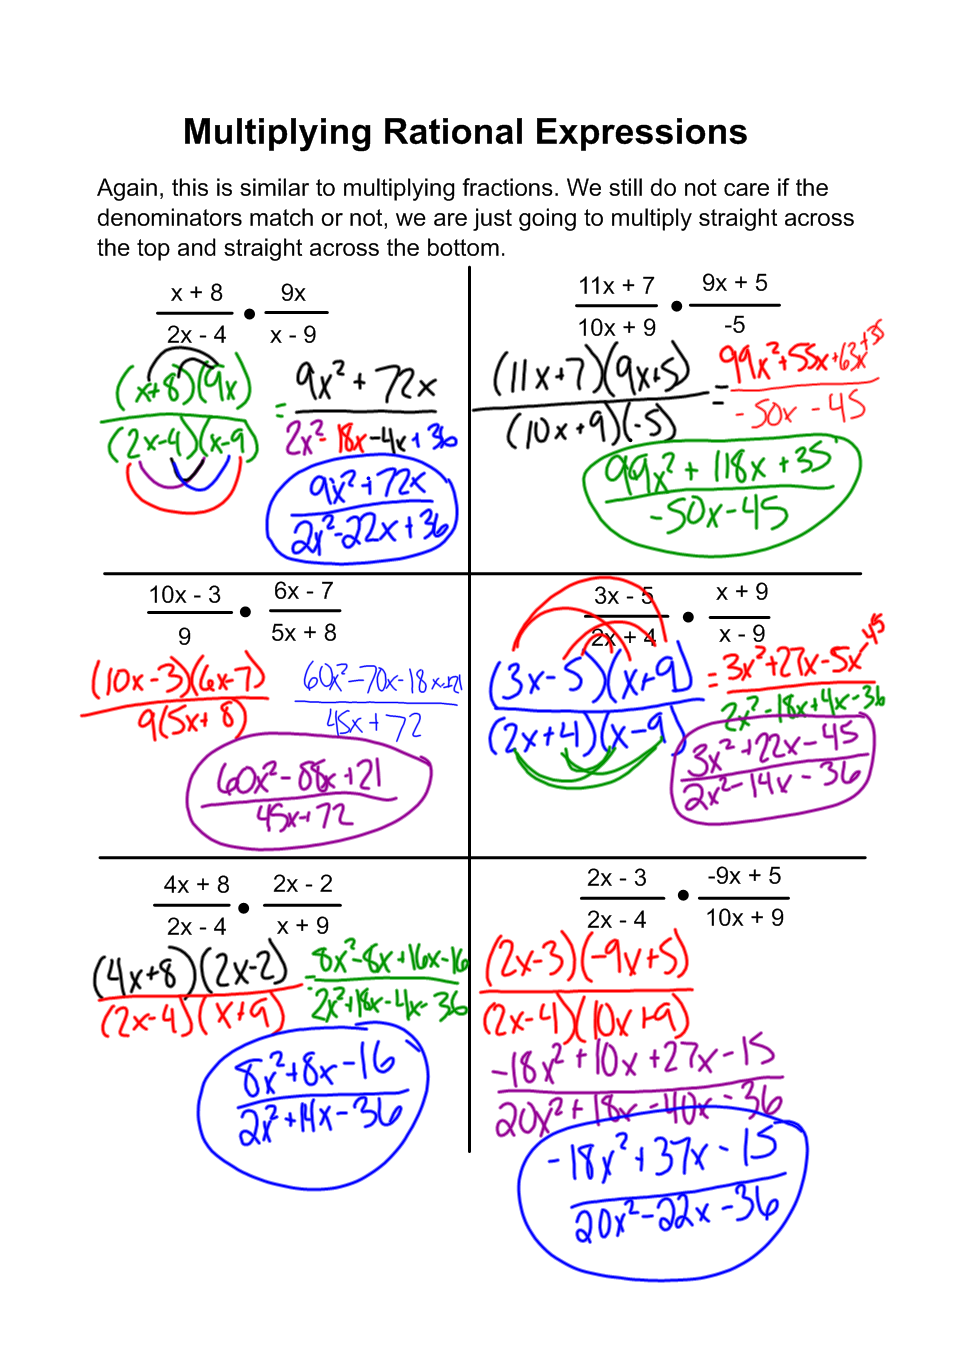 Multiplying Rational Expressions
Again, this is similar to multiplying fractions. We still do not care if the
denominators match or not, we are just going to multiply straight across
the top and straight across the bottom.
x + 8 9x
2x - 4 • x - 9
(x+8)(9x) = 9x² + 72x
(2x-4)(x-9) 2x² - 18x - 4x + 36
9x² + 72x
2x² - 22x + 36
11x + 7 9x + 5
10x + 9 • -5
(11x+7)(9x+5) = 99x² + 55x + 63x + 35
(10x+9)(-5) -50x - 45
99x² + 118x + 35
-50x - 45
10x - 3 6x - 7
9 • 5x + 8
(10x-3)(6x-7) 60x² - 70x - 18x + 21
9(5x+8) 45x + 72
60x² - 88x + 21
45x + 72
3x - 5 x + 9
2x + 4 • x - 9
(3x-5)(x+9) = 3x² + 27x - 5x - 45
(2x+4)(x-9) 2x² - 18x + 4x - 36
3x² + 22x - 45
2x² - 14x - 36
4x + 8 2x - 2
2x - 4 • x + 9
(4x+8)(2x-2) = 8x² - 8x + 16x - 16
(2x-4)(x+9) 2x² + 18x - 4x - 36
8x² + 8x - 16
2x² + 14x - 36
2x - 3 -9x + 5
2x - 4 • 10x + 9
(2x-3)(-9x+5)
(2x-4)(10x+9)
-18x² + 10x + 27x - 15
20x² + 18x - 40x - 36
-18x² + 37x - 15
20x² - 22x - 36